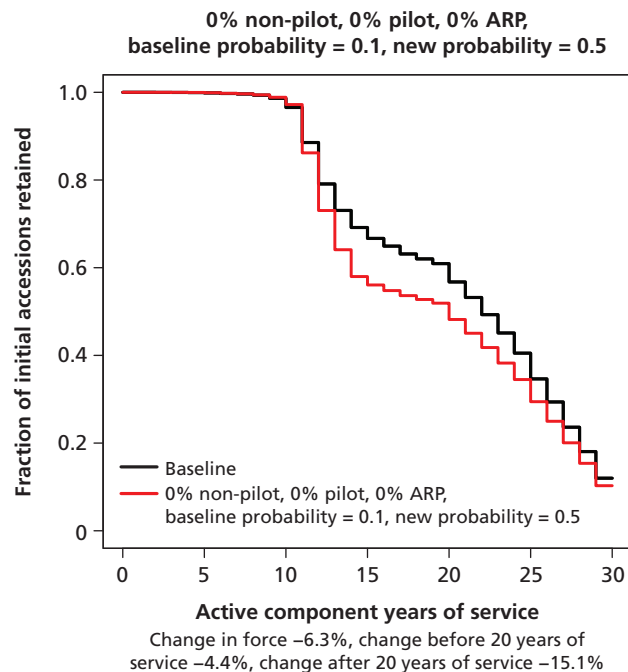 0% non-pilot, 0% pilot, 0% ARP,
baseline probability = 0.1, new probability = 0.5
Fraction of initial accessions retained
1.0
0.8
0.6
0.4
0.2
0
Baseline
0% non-pilot, 0% pilot, 0% ARP,
baseline probability = 0.1, new probability = 0.5
0 5 10 15 20 25 30
Active component years of service
Change in force –6.3%, change before 20 years of
service –4.4%, change after 20 years of service –15.1%